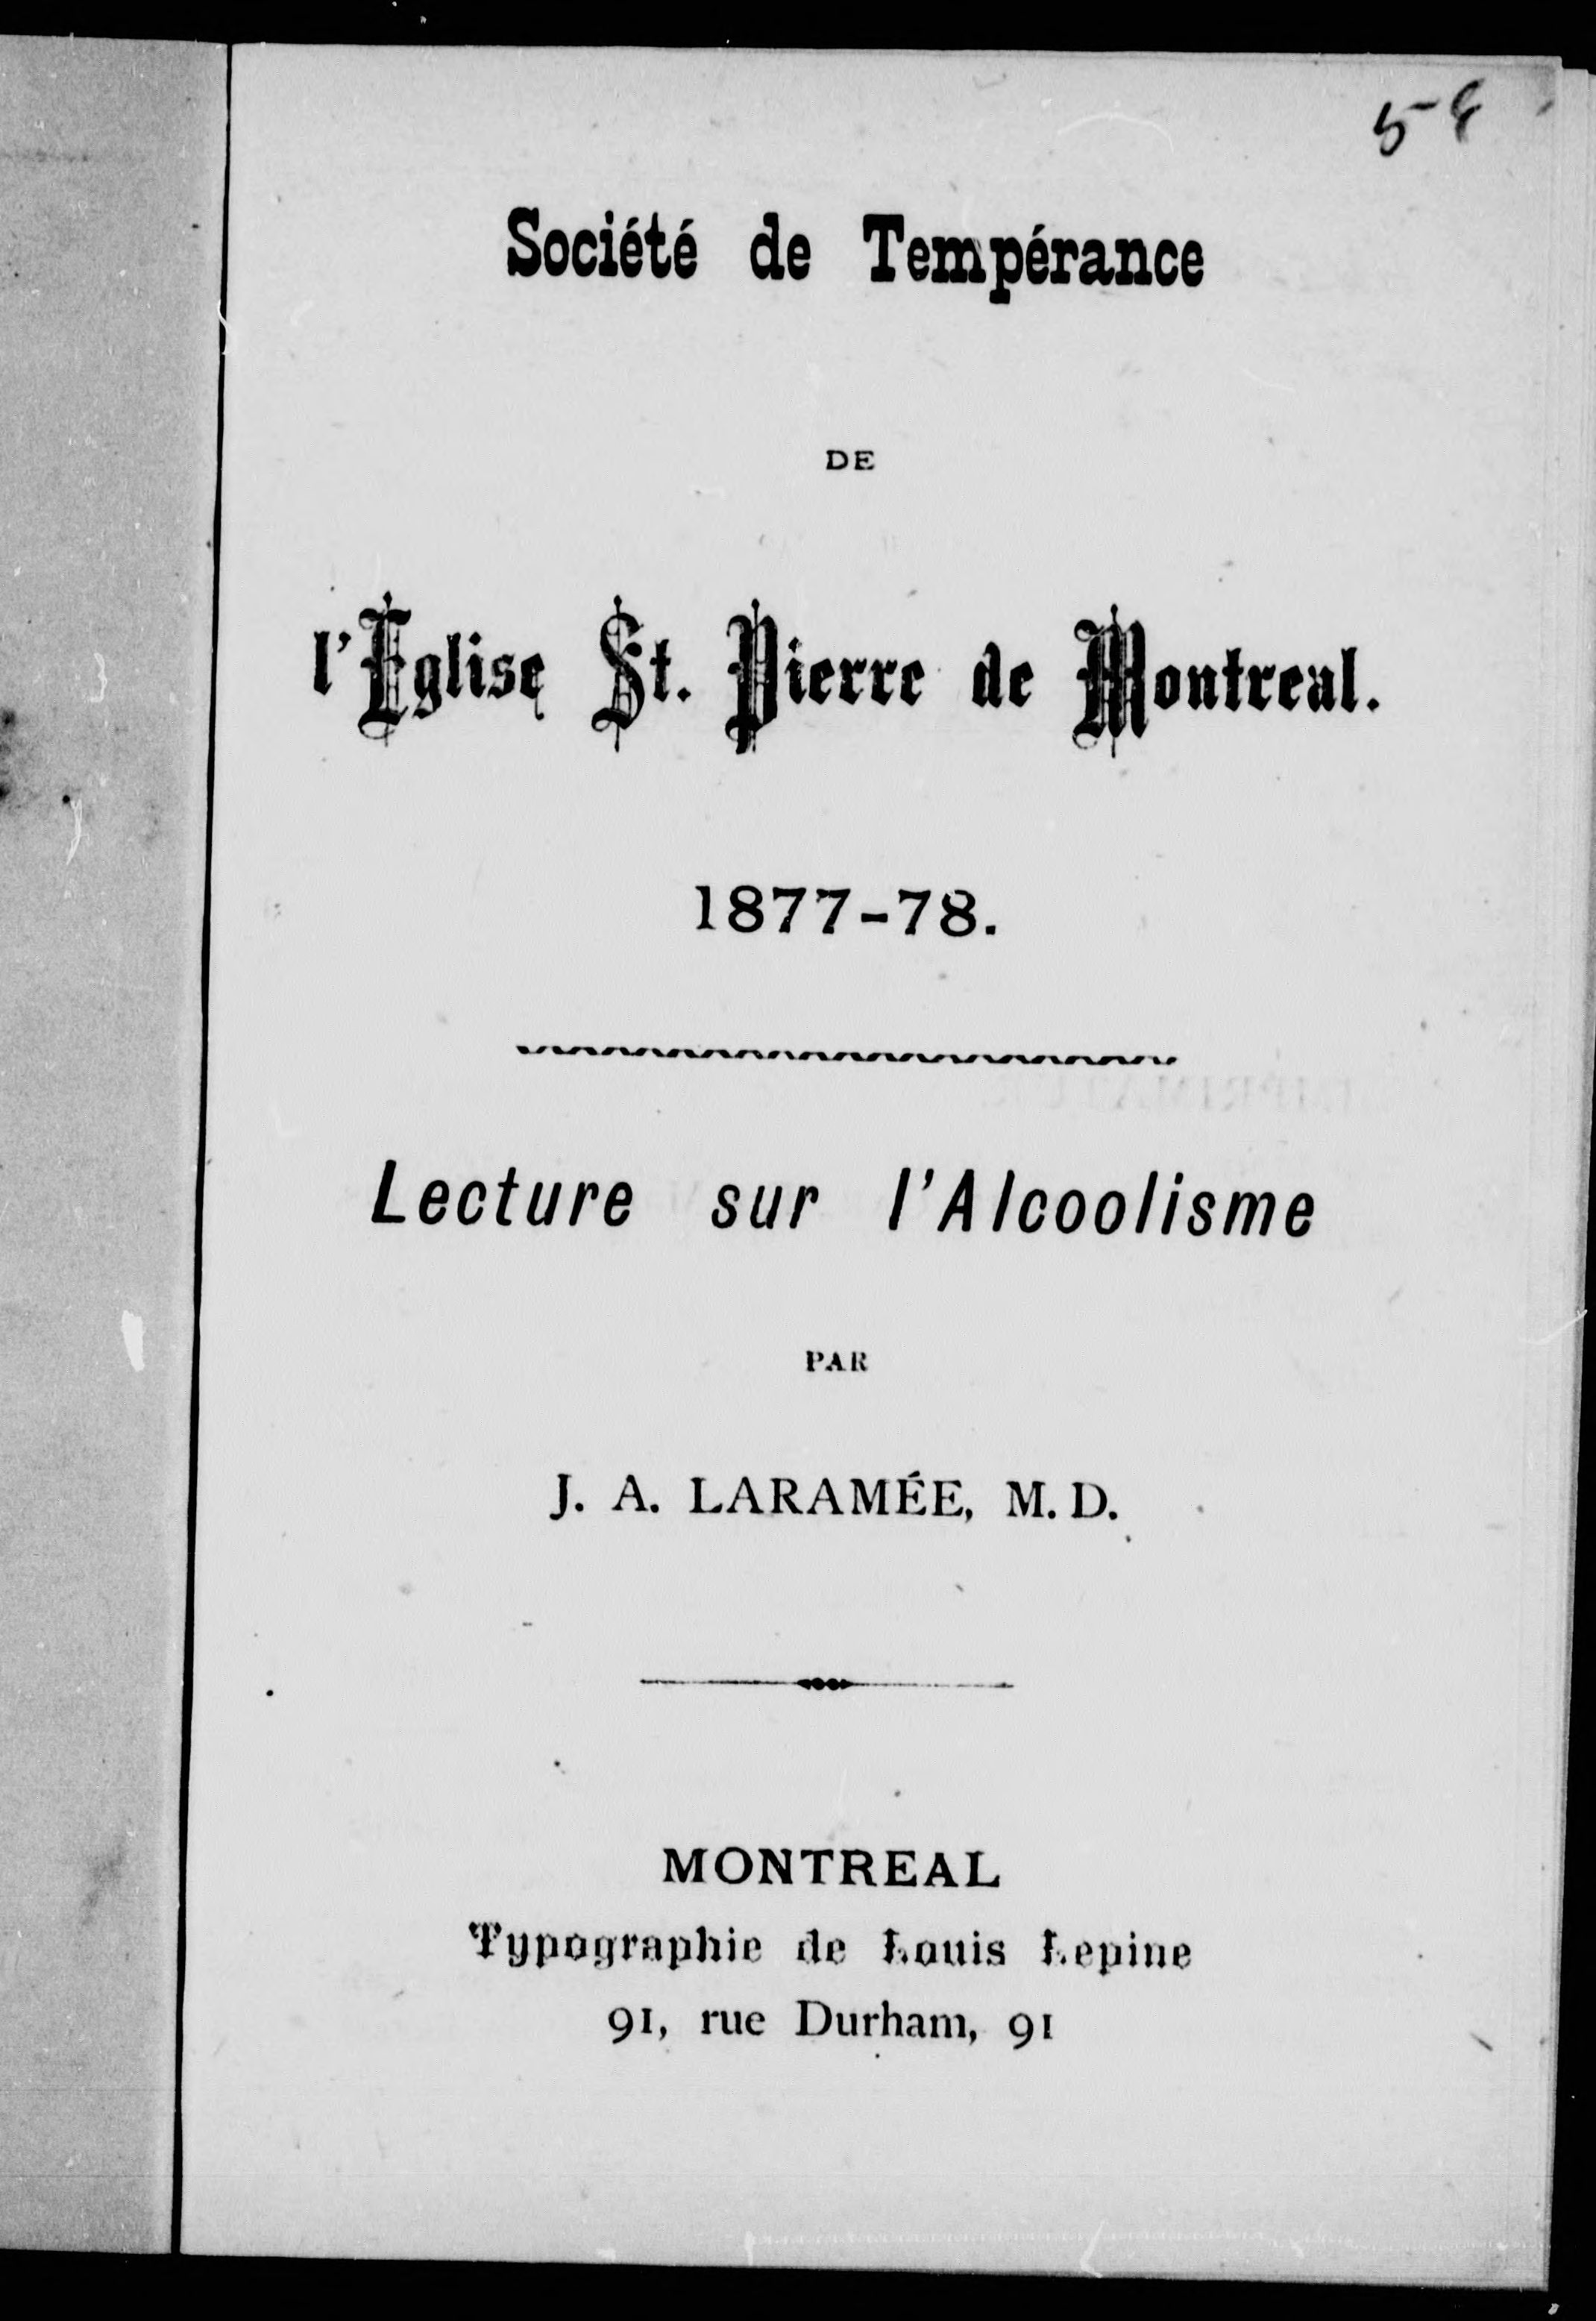 58
Société de Tempérance
DE
l'Eglise St. Pierre de Montreal.
1877-78.
Lecture sur l'Alcoolisme
PAR
J. A. LARAMÉE, M. D.
MONTREAL
Typographie de Louis Lepine
91, rue Durham, 91